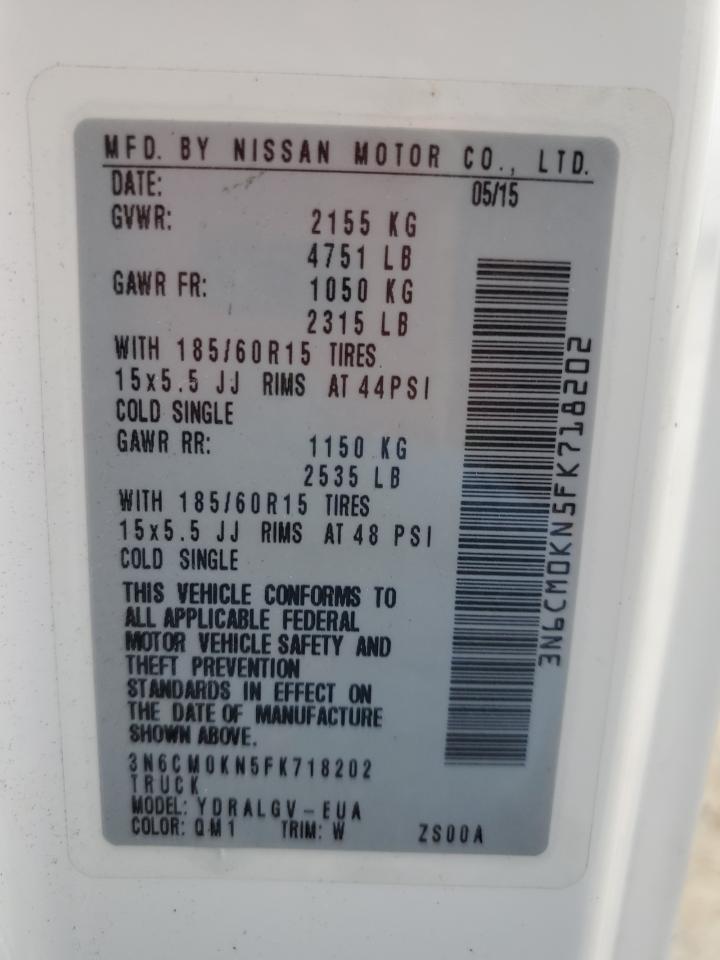 MFD. BY NISSAN MOTOR CO., LTD.
DATE: 05/15
GVWR: 2155 KG
4751 LB
GAWR FR: 1050 KG
2315 LB
WITH 185/60R15 TIRES
15x5.5 JJ RIMS AT 44PSI
COLD SINGLE
GAWR RR: 1150 KG
2535 LB
WITH 185/60R15 TIRES
15x5.5 JJ RIMS AT 48 PSI
COLD SINGLE
THIS VEHICLE CONFORMS TO
ALL APPLICABLE FEDERAL
MOTOR VEHICLE SAFETY AND
THEFT PREVENTION
STANDARDS IN EFFECT ON
THE DATE OF MANUFACTURE
SHOWN ABOVE.
3N6CM0KN5FK718202
TRUCK
MODEL: YDRALGV-EUA
COLOR: QM1 TRIM: W ZS00A
3N6CM0KN5FK718202